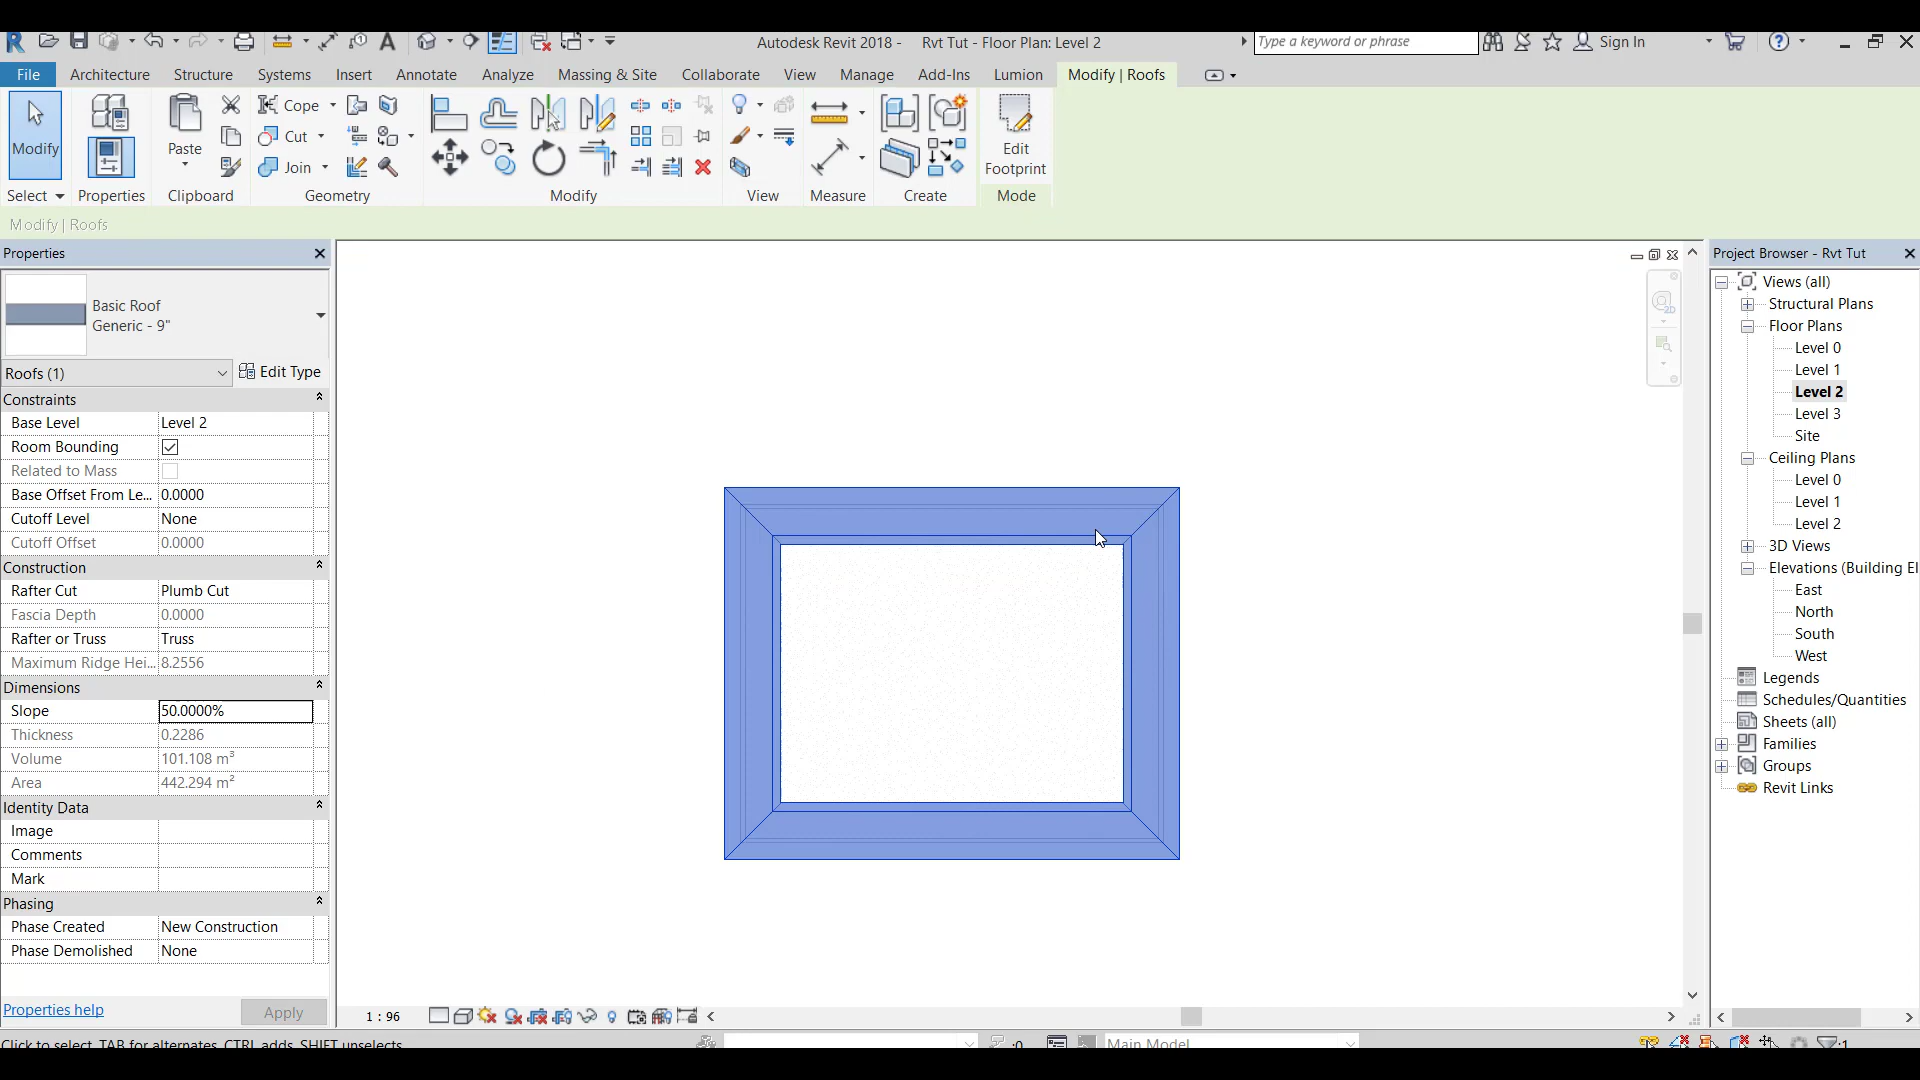 Autodesk Revit 2018 - Rvt Tut - Floor Plan: Level 2
Type a keyword or phrase
Sign In
File Architecture Structure Systems Insert Annotate Analyze Massing & Site Collaborate View Manage Add-Ins Lumion Modify | Roofs
Modify
Paste
Cope
Cut
Join
Edit
Footprint
Select Properties Clipboard Geometry Modify View Measure Create Mode
Modify | Roofs
Properties
Basic Roof
Generic - 9"
Roofs (1)
Edit Type
Constraints
Base Level Level 2
Room Bounding
Related to Mass
Base Offset From Le... 0.0000
Cutoff Level None
Cutoff Offset 0.0000
Construction
Rafter Cut Plumb Cut
Fascia Depth 0.0000
Rafter or Truss Truss
Maximum Ridge Hei... 8.2556
Dimensions
Slope 50.0000%
Thickness 0.2286
Volume 101.108 m³
Area 442.294 m²
Identity Data
Image
Comments
Mark
Phasing
Phase Created New Construction
Phase Demolished None
Properties help
Apply
2D
1 : 96
Project Browser - Rvt Tut
Views (all)
Structural Plans
Floor Plans
Level 0
Level 1
Level 2
Level 3
Site
Ceiling Plans
Level 0
Level 1
Level 2
3D Views
Elevations (Building El
East
North
South
West
Legends
Schedules/Quantities
Sheets (all)
Families
Groups
Revit Links
Click to select, TAB for alternates, CTRL adds, SHIFT unselects.
:0
Main Model
:1